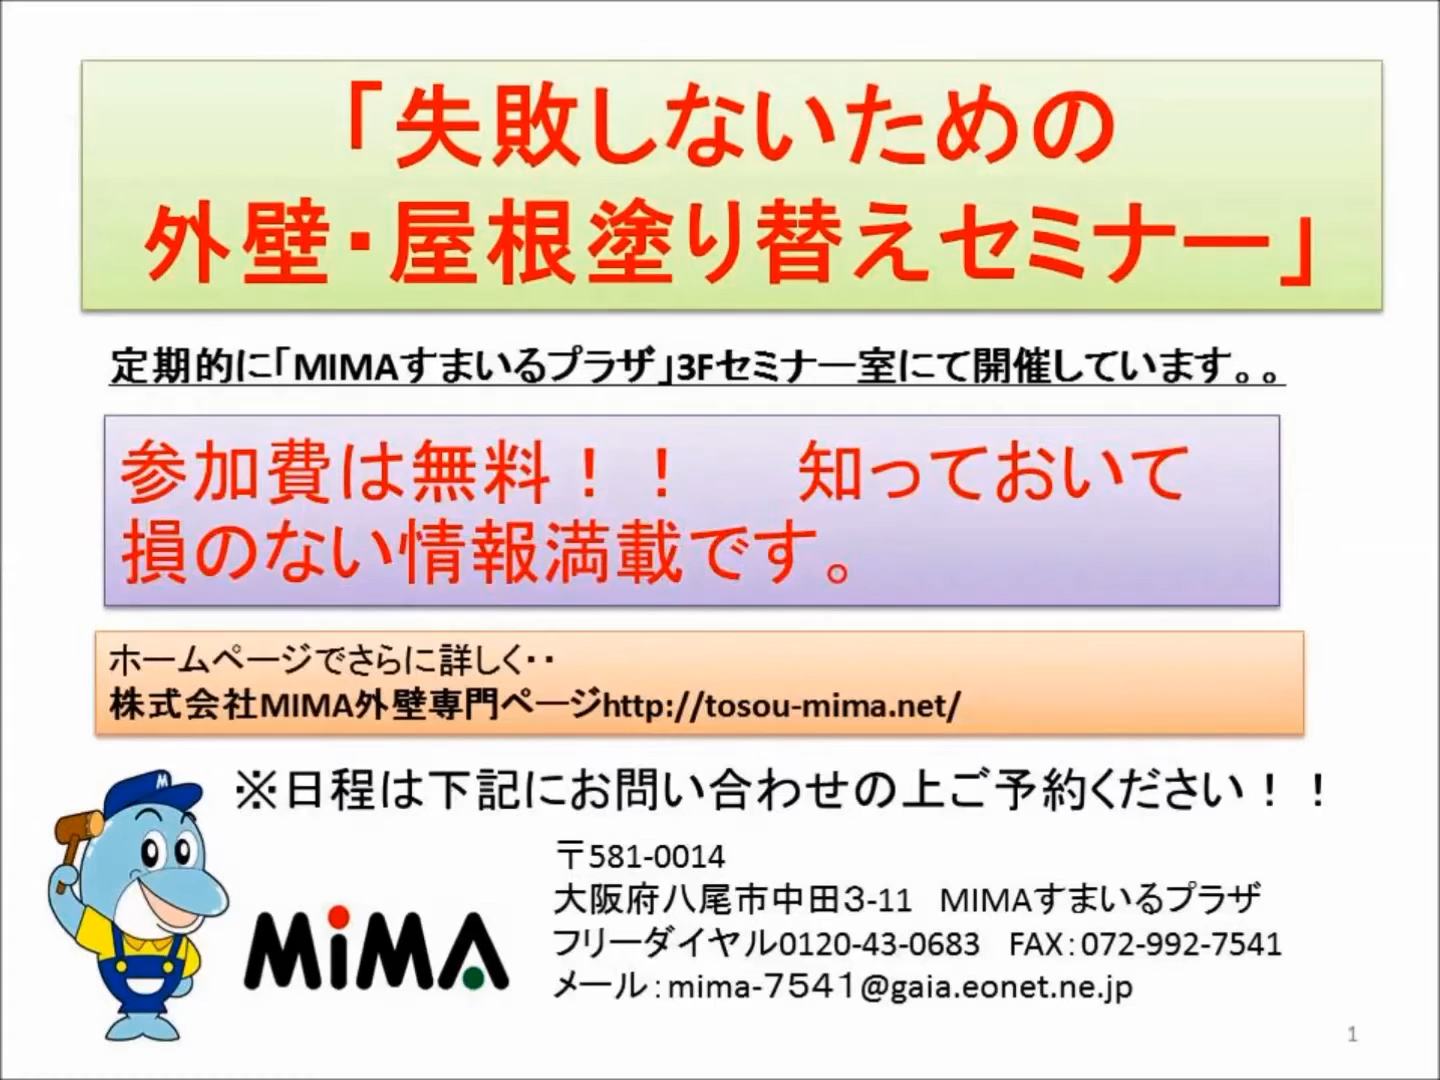 「失敗しないための
外壁・屋根塗り替えセミナー」
定期的に「MIMAすまいるプラザ」3Fセミナー室にて開催しています。。
参加費は無料！！　知っておいて
損のない情報満載です。
ホームページでさらに詳しく・・
株式会社MIMA外壁専門ページhttp://tosou-mima.net/
M
※日程は下記にお問い合わせの上ご予約ください！！
〒581-0014
大阪府八尾市中田３-11　MIMAすまいるプラザ
フリーダイヤル0120-43-0683　FAX：072-992-7541
メール：mima-７５４１@gaia.eonet.ne.jp
MiMA
1